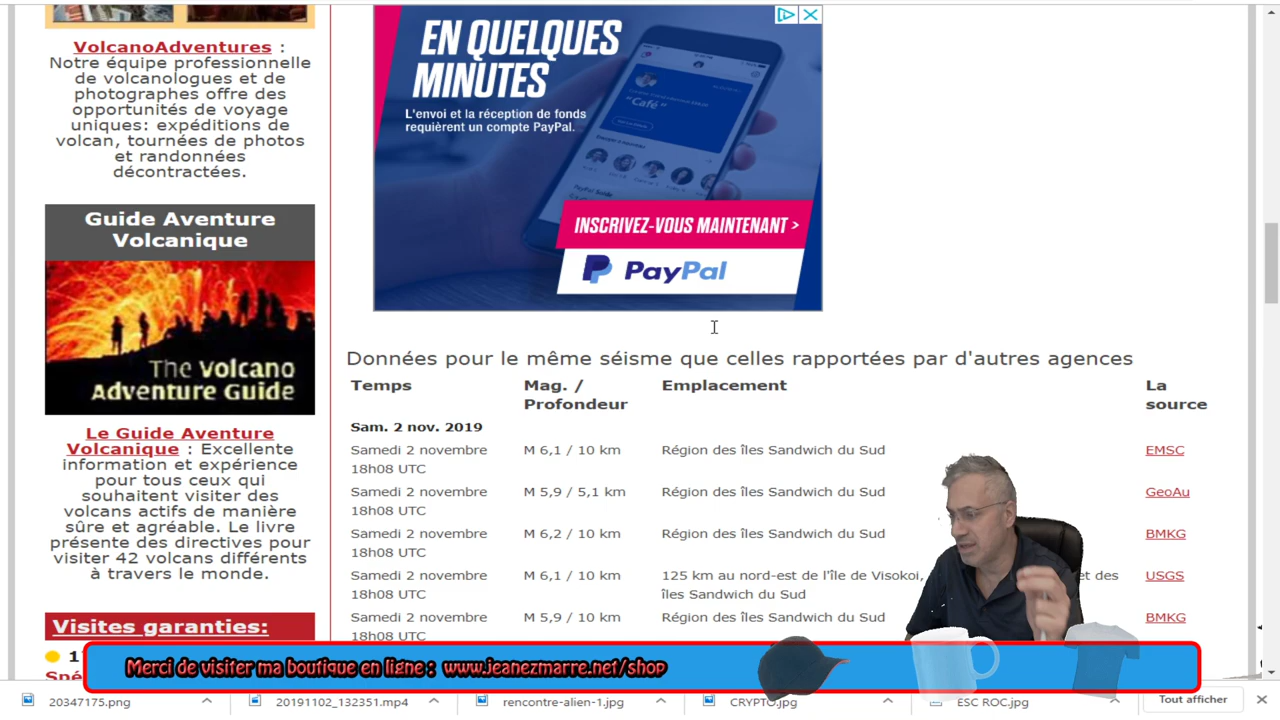 VolcanoAdventures :
Notre équipe professionnelle
de volcanologues et de
photographes offre des
opportunités de voyage
uniques: expéditions de
volcan, tournées de photos
et randonnées
décontractées.
Guide Aventure
Volcanique
The Volcano
Adventure Guide
Le Guide Aventure
Volcanique : Excellente
information et expérience
pour tous ceux qui
souhaitent visiter des
volcans actifs de manière
sûre et agréable. Le livre
présente des directives pour
visiter 42 volcans différents
à travers le monde.
Visites garanties:
EN QUELQUES
MINUTES
L'envoi et la réception de fonds
requièrent un compte PayPal.
Café
INSCRIVEZ-VOUS MAINTENANT >
PayPal
Données pour le même séisme que celles rapportées par d'autres agences
Temps Mag. / Emplacement La
Profondeur source
Sam. 2 nov. 2019
Samedi 2 novembre M 6,1 / 10 km Région des îles Sandwich du Sud EMSC
18h08 UTC
Samedi 2 novembre M 5,9 / 5,1 km Région des îles Sandwich du Sud GeoAu
18h08 UTC
Samedi 2 novembre M 6,2 / 10 km Région des îles Sandwich du Sud BMKG
18h08 UTC
Samedi 2 novembre M 6,1 / 10 km 125 km au nord-est de l'île de Visokoi, et des USGS
18h08 UTC îles Sandwich du Sud
Samedi 2 novembre M 5,9 / 10 km Région des îles Sandwich du Sud BMKG
18h08 UTC
Merci de visiter ma boutique en ligne : www.jeanezmarre.net/shop
20347175.png 20191102_132351.mp4 rencontre-alien-1.jpg CRYPTO.jpg ESC ROC.jpg Tout afficher